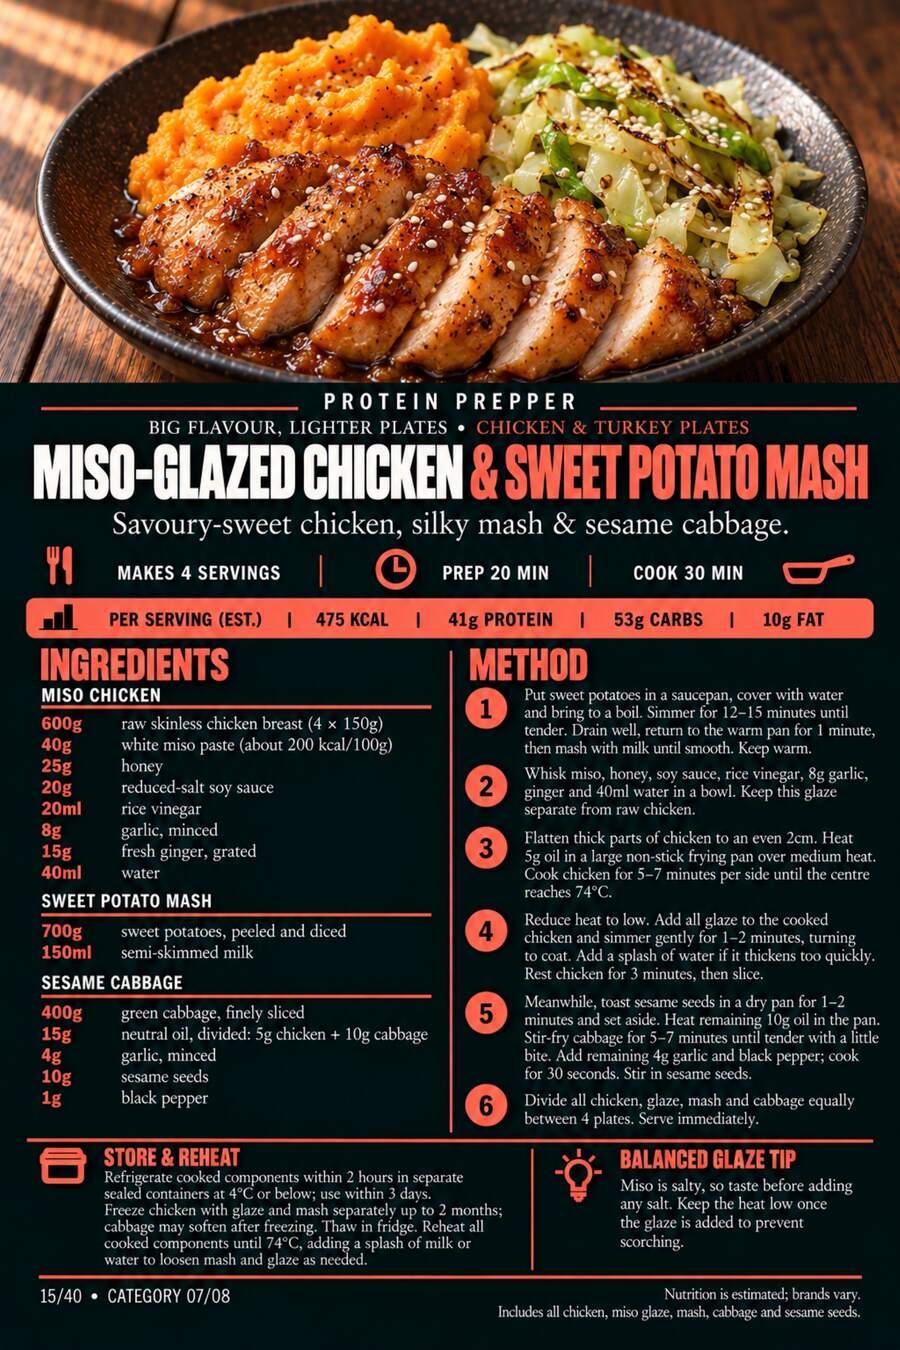 PROTEIN PREPPER
BIG FLAVOUR, LIGHTER PLATES • CHICKEN & TURKEY PLATES
MISO-GLAZED CHICKEN & SWEET POTATO MASH
Savoury-sweet chicken, silky mash & sesame cabbage.
MAKES 4 SERVINGS | PREP 20 MIN | COOK 30 MIN
PER SERVING (EST.) | 475 KCAL | 41g PROTEIN | 53g CARBS | 10g FAT
INGREDIENTS
MISO CHICKEN
600g raw skinless chicken breast (4 × 150g)
40g white miso paste (about 200 kcal/100g)
25g honey
20g reduced-salt soy sauce
20ml rice vinegar
8g garlic, minced
15g fresh ginger, grated
40ml water
SWEET POTATO MASH
700g sweet potatoes, peeled and diced
150ml semi-skimmed milk
SESAME CABBAGE
400g green cabbage, finely sliced
15g neutral oil, divided: 5g chicken + 10g cabbage
4g garlic, minced
10g sesame seeds
1g black pepper
METHOD
1 Put sweet potatoes in a saucepan, cover with water
and bring to a boil. Simmer for 12–15 minutes until
tender. Drain well, return to the warm pan for 1 minute,
then mash with milk until smooth. Keep warm.
2 Whisk miso, honey, soy sauce, rice vinegar, 8g garlic,
ginger and 40ml water in a bowl. Keep this glaze
separate from raw chicken.
3 Flatten thick parts of chicken to an even 2cm. Heat
5g oil in a large non-stick frying pan over medium heat.
Cook chicken for 5–7 minutes per side until the centre
reaches 74°C.
4 Reduce heat to low. Add all glaze to the cooked
chicken and simmer gently for 1–2 minutes, turning
to coat. Add a splash of water if it thickens too quickly.
Rest chicken for 3 minutes, then slice.
5 Meanwhile, toast sesame seeds in a dry pan for 1–2
minutes and set aside. Heat remaining 10g oil in the pan.
Stir-fry cabbage for 5–7 minutes until tender with a little
bite. Add remaining 4g garlic and black pepper; cook
for 30 seconds. Stir in sesame seeds.
6 Divide all chicken, glaze, mash and cabbage equally
between 4 plates. Serve immediately.
STORE & REHEAT
Refrigerate cooked components within 2 hours in separate
sealed containers at 4°C or below; use within 3 days.
Freeze chicken with glaze and mash separately up to 2 months;
cabbage may soften after freezing. Thaw in fridge. Reheat all
cooked components until 74°C, adding a splash of milk or
water to loosen mash and glaze as needed.
BALANCED GLAZE TIP
Miso is salty, so taste before adding
any salt. Keep the heat low once
the glaze is added to prevent
scorching.
15/40 • CATEGORY 07/08
Nutrition is estimated; brands vary.
Includes all chicken, miso glaze, mash, cabbage and sesame seeds.